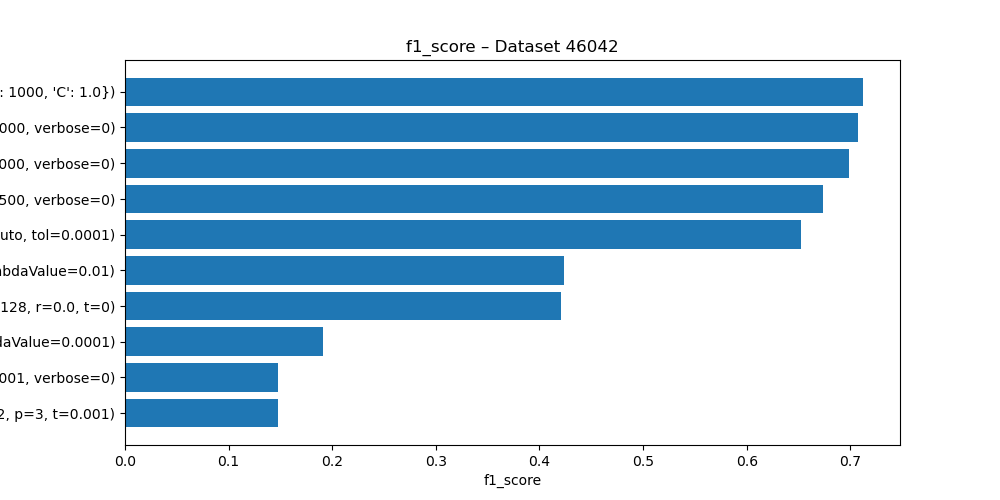 f1_score – Dataset 46042
: 1000, 'C': 1.0})
000, verbose=0)
000, verbose=0)
500, verbose=0)
uto, tol=0.0001)
bdaValue=0.01)
128, r=0.0, t=0)
daValue=0.0001)
001, verbose=0)
2, p=3, t=0.001)
0.0 0.1 0.2 0.3 0.4 0.5 0.6 0.7
f1_score